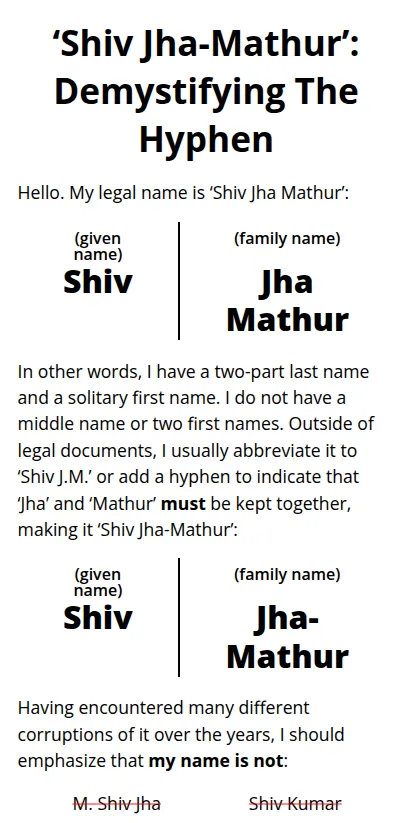 ‘Shiv Jha-Mathur’:
Demystifying The
Hyphen
Hello. My legal name is ‘Shiv Jha Mathur’:
(given
name)
Shiv
(family name)
Jha
Mathur
In other words, I have a two-part last name
and a solitary first name. I do not have a
middle name or two first names. Outside of
legal documents, I usually abbreviate it to
‘Shiv J.M.’ or add a hyphen to indicate that
‘Jha’ and ‘Mathur’ must be kept together,
making it ‘Shiv Jha-Mathur’:
(given
name)
Shiv
(family name)
Jha-
Mathur
Having encountered many different
corruptions of it over the years, I should
emphasize that my name is not:
M. Shiv Jha
Shiv Kumar